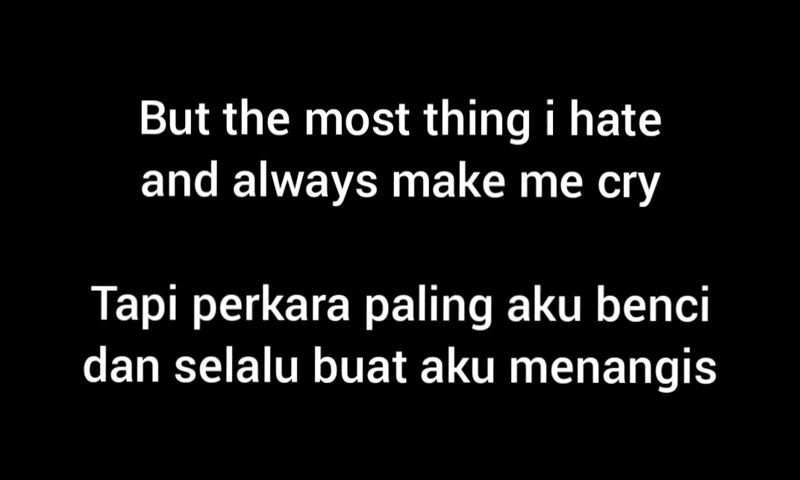 But the most thing i hate
and always make me cry
Tapi perkara paling aku benci
dan selalu buat aku menangis